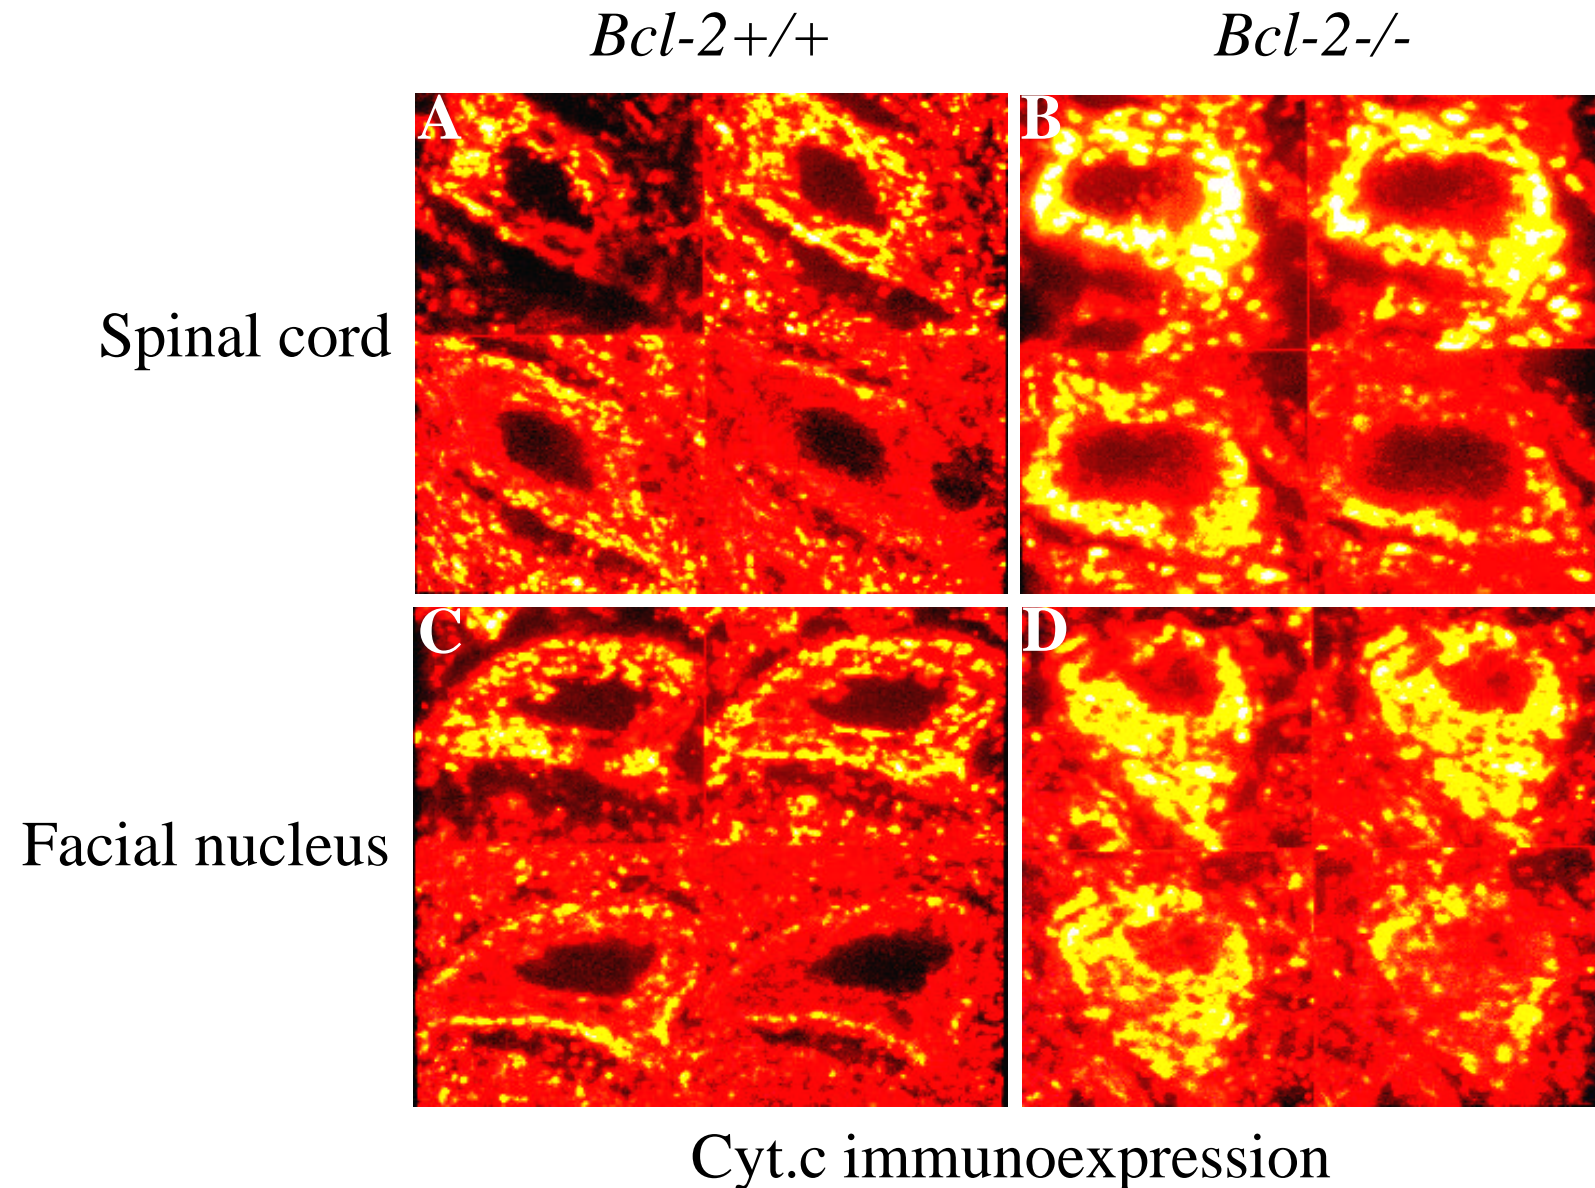 Bcl-2+/+
Bcl-2-/-
A
B
Spinal cord
C
D
Facial nucleus
Cyt.c immunoexpression